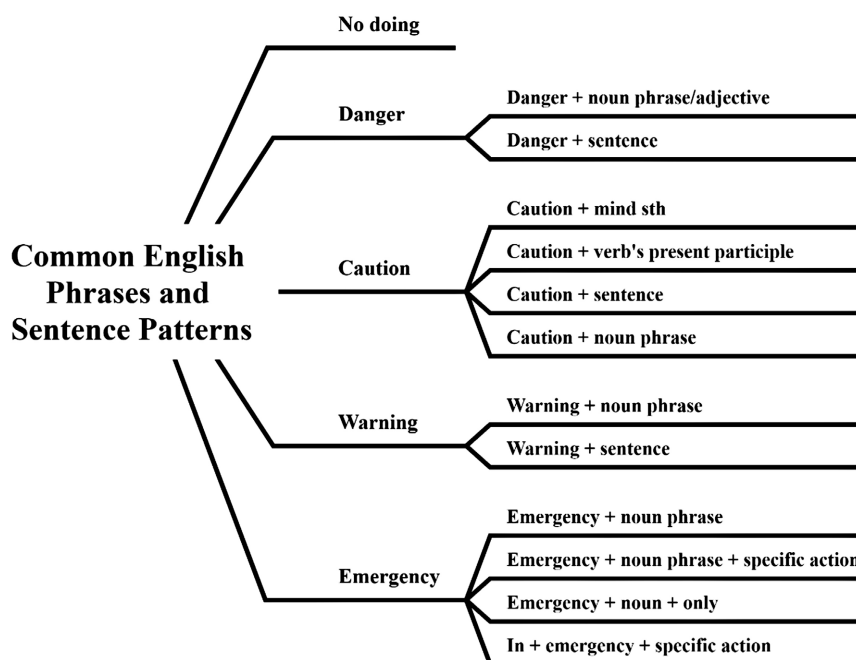 No doing
Danger
Danger + noun phrase/adjective
Danger + sentence
Common English
Phrases and
Sentence Patterns
Caution
Caution + mind sth
Caution + verb's present participle
Caution + sentence
Caution + noun phrase
Warning
Warning + noun phrase
Warning + sentence
Emergency
Emergency + noun phrase
Emergency + noun phrase + specific action
Emergency + noun + only
In + emergency + specific action